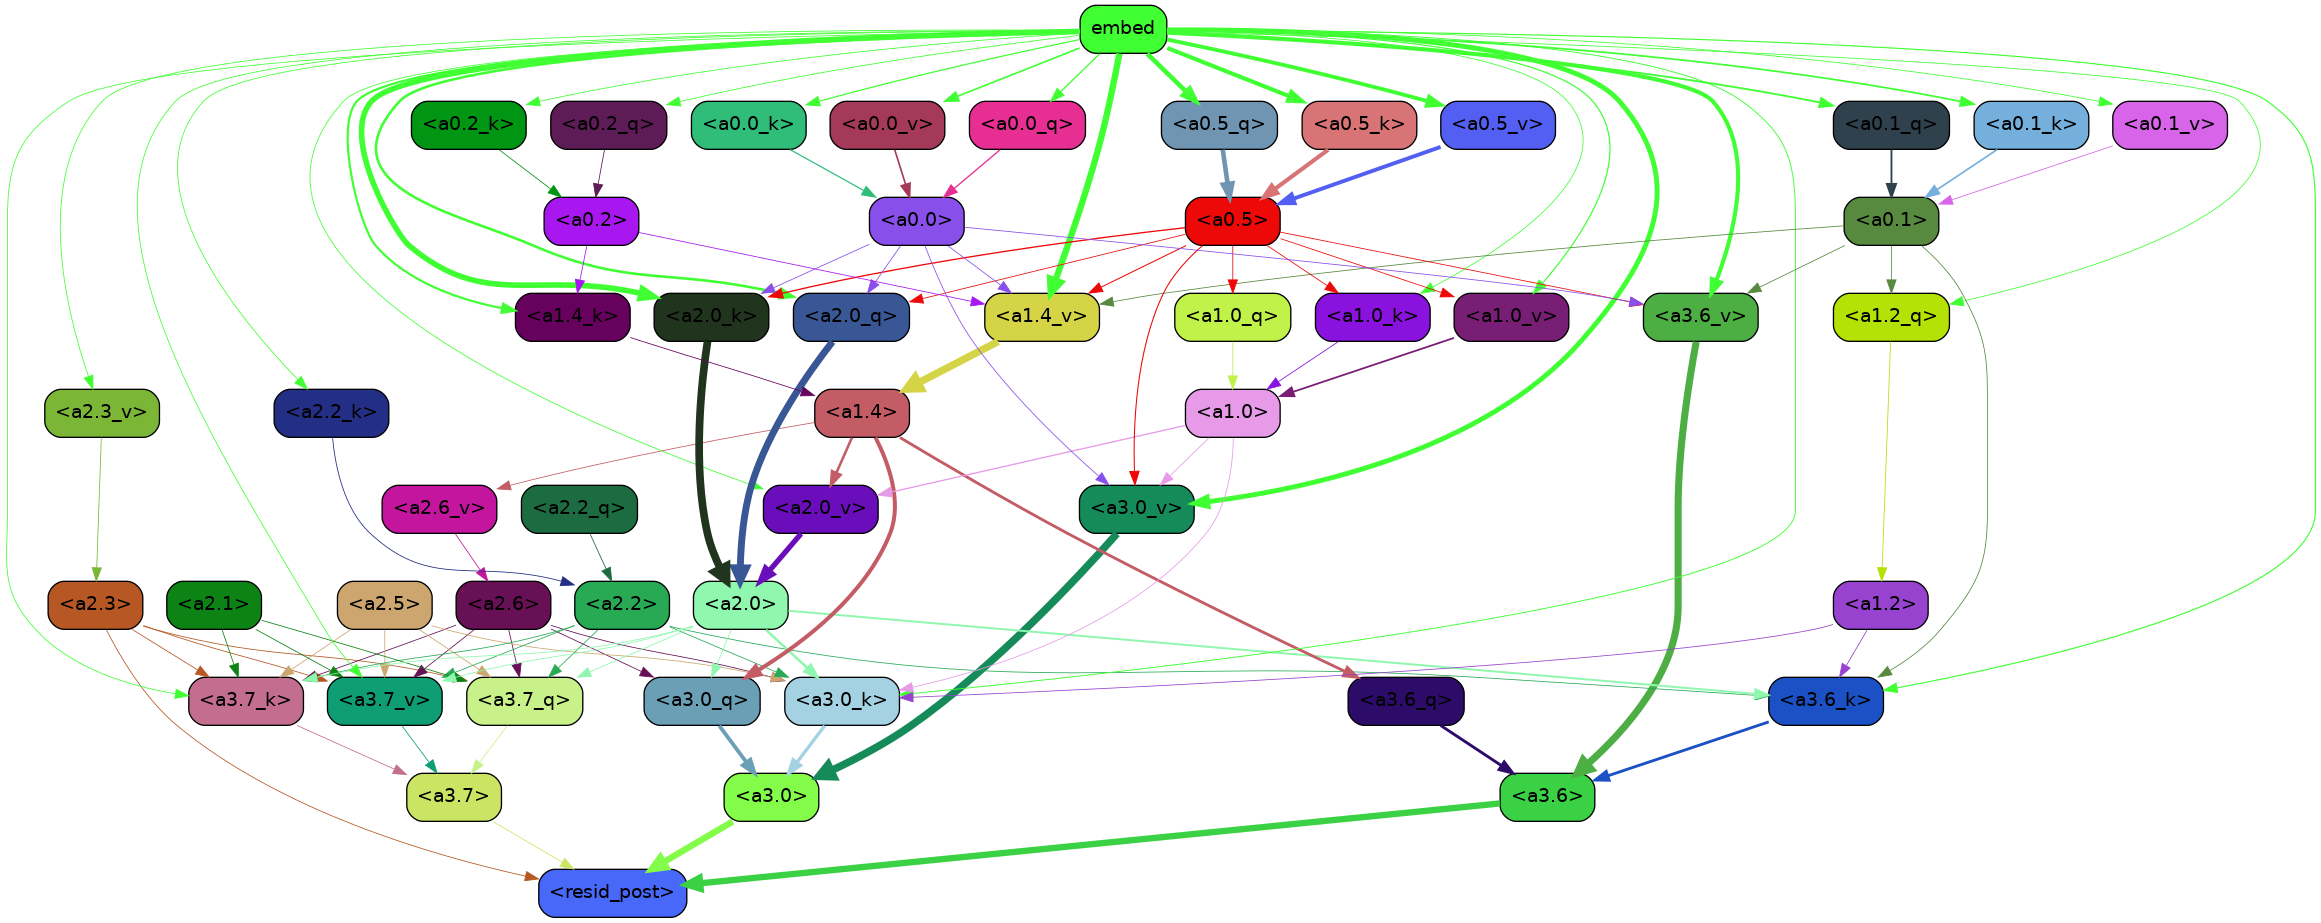 embed
<a0.2_k> <a0.2_q> <a0.0_k> <a0.0_v> <a0.0_q> <a0.5_q> <a0.5_k> <a0.5_v> <a0.1_q> <a0.1_k> <a0.1_v>
<a0.2> <a0.0> <a0.5> <a0.1>
<a1.4_k> <a2.0_k> <a2.0_q> <a1.4_v> <a1.0_q> <a1.0_k> <a1.0_v> <a3.6_v> <a1.2_q>
<a2.3_v> <a2.2_k> <a1.4> <a1.0>
<a2.6_v> <a2.2_q> <a2.0_v> <a3.0_v>
<a2.3> <a2.1> <a2.5> <a2.6> <a2.2> <a2.0> <a1.2>
<a3.7_k> <a3.7_v> <a3.7_q> <a3.0_q> <a3.0_k> <a3.6_q> <a3.6_k>
<a3.7> <a3.0> <a3.6>
<resid_post>